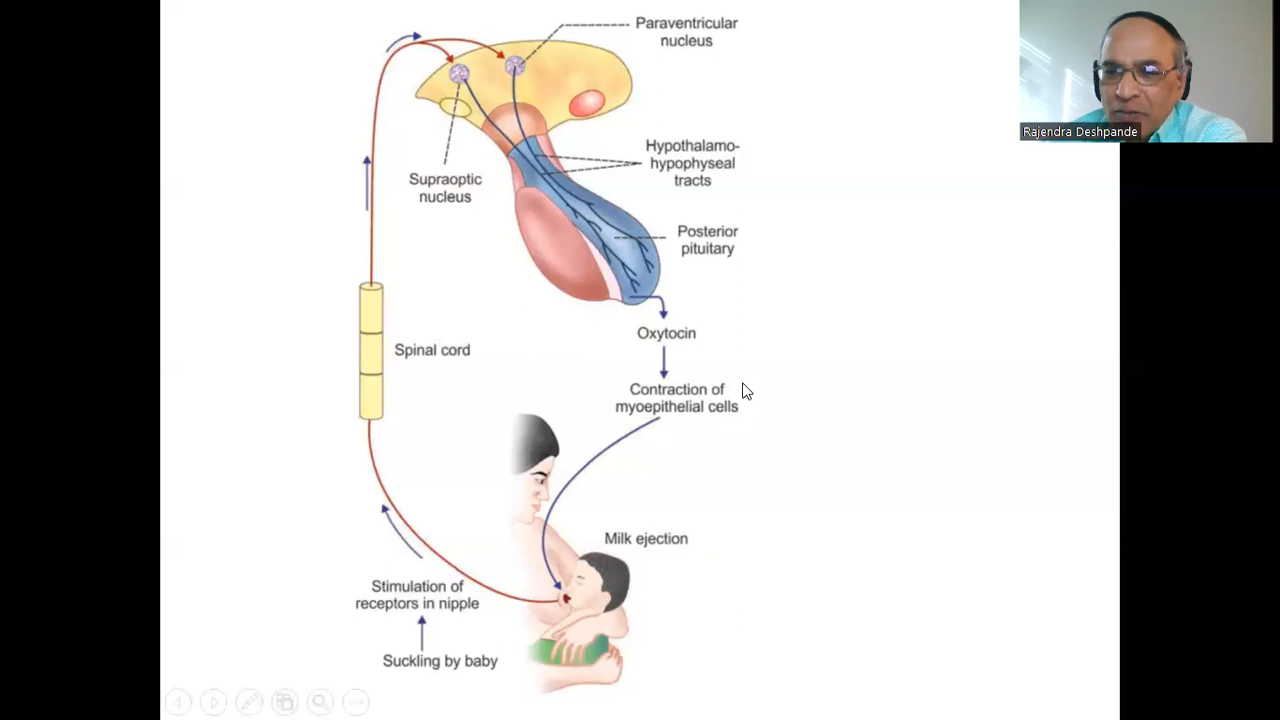 Paraventricular
nucleus
Rajendra Deshpande
Hypothalamo-
hypophyseal
tracts
Supraoptic
nucleus
Posterior
pituitary
Oxytocin
Spinal cord
Contraction of
myoepithelial cells
Milk ejection
Stimulation of
receptors in nipple
Suckling by baby